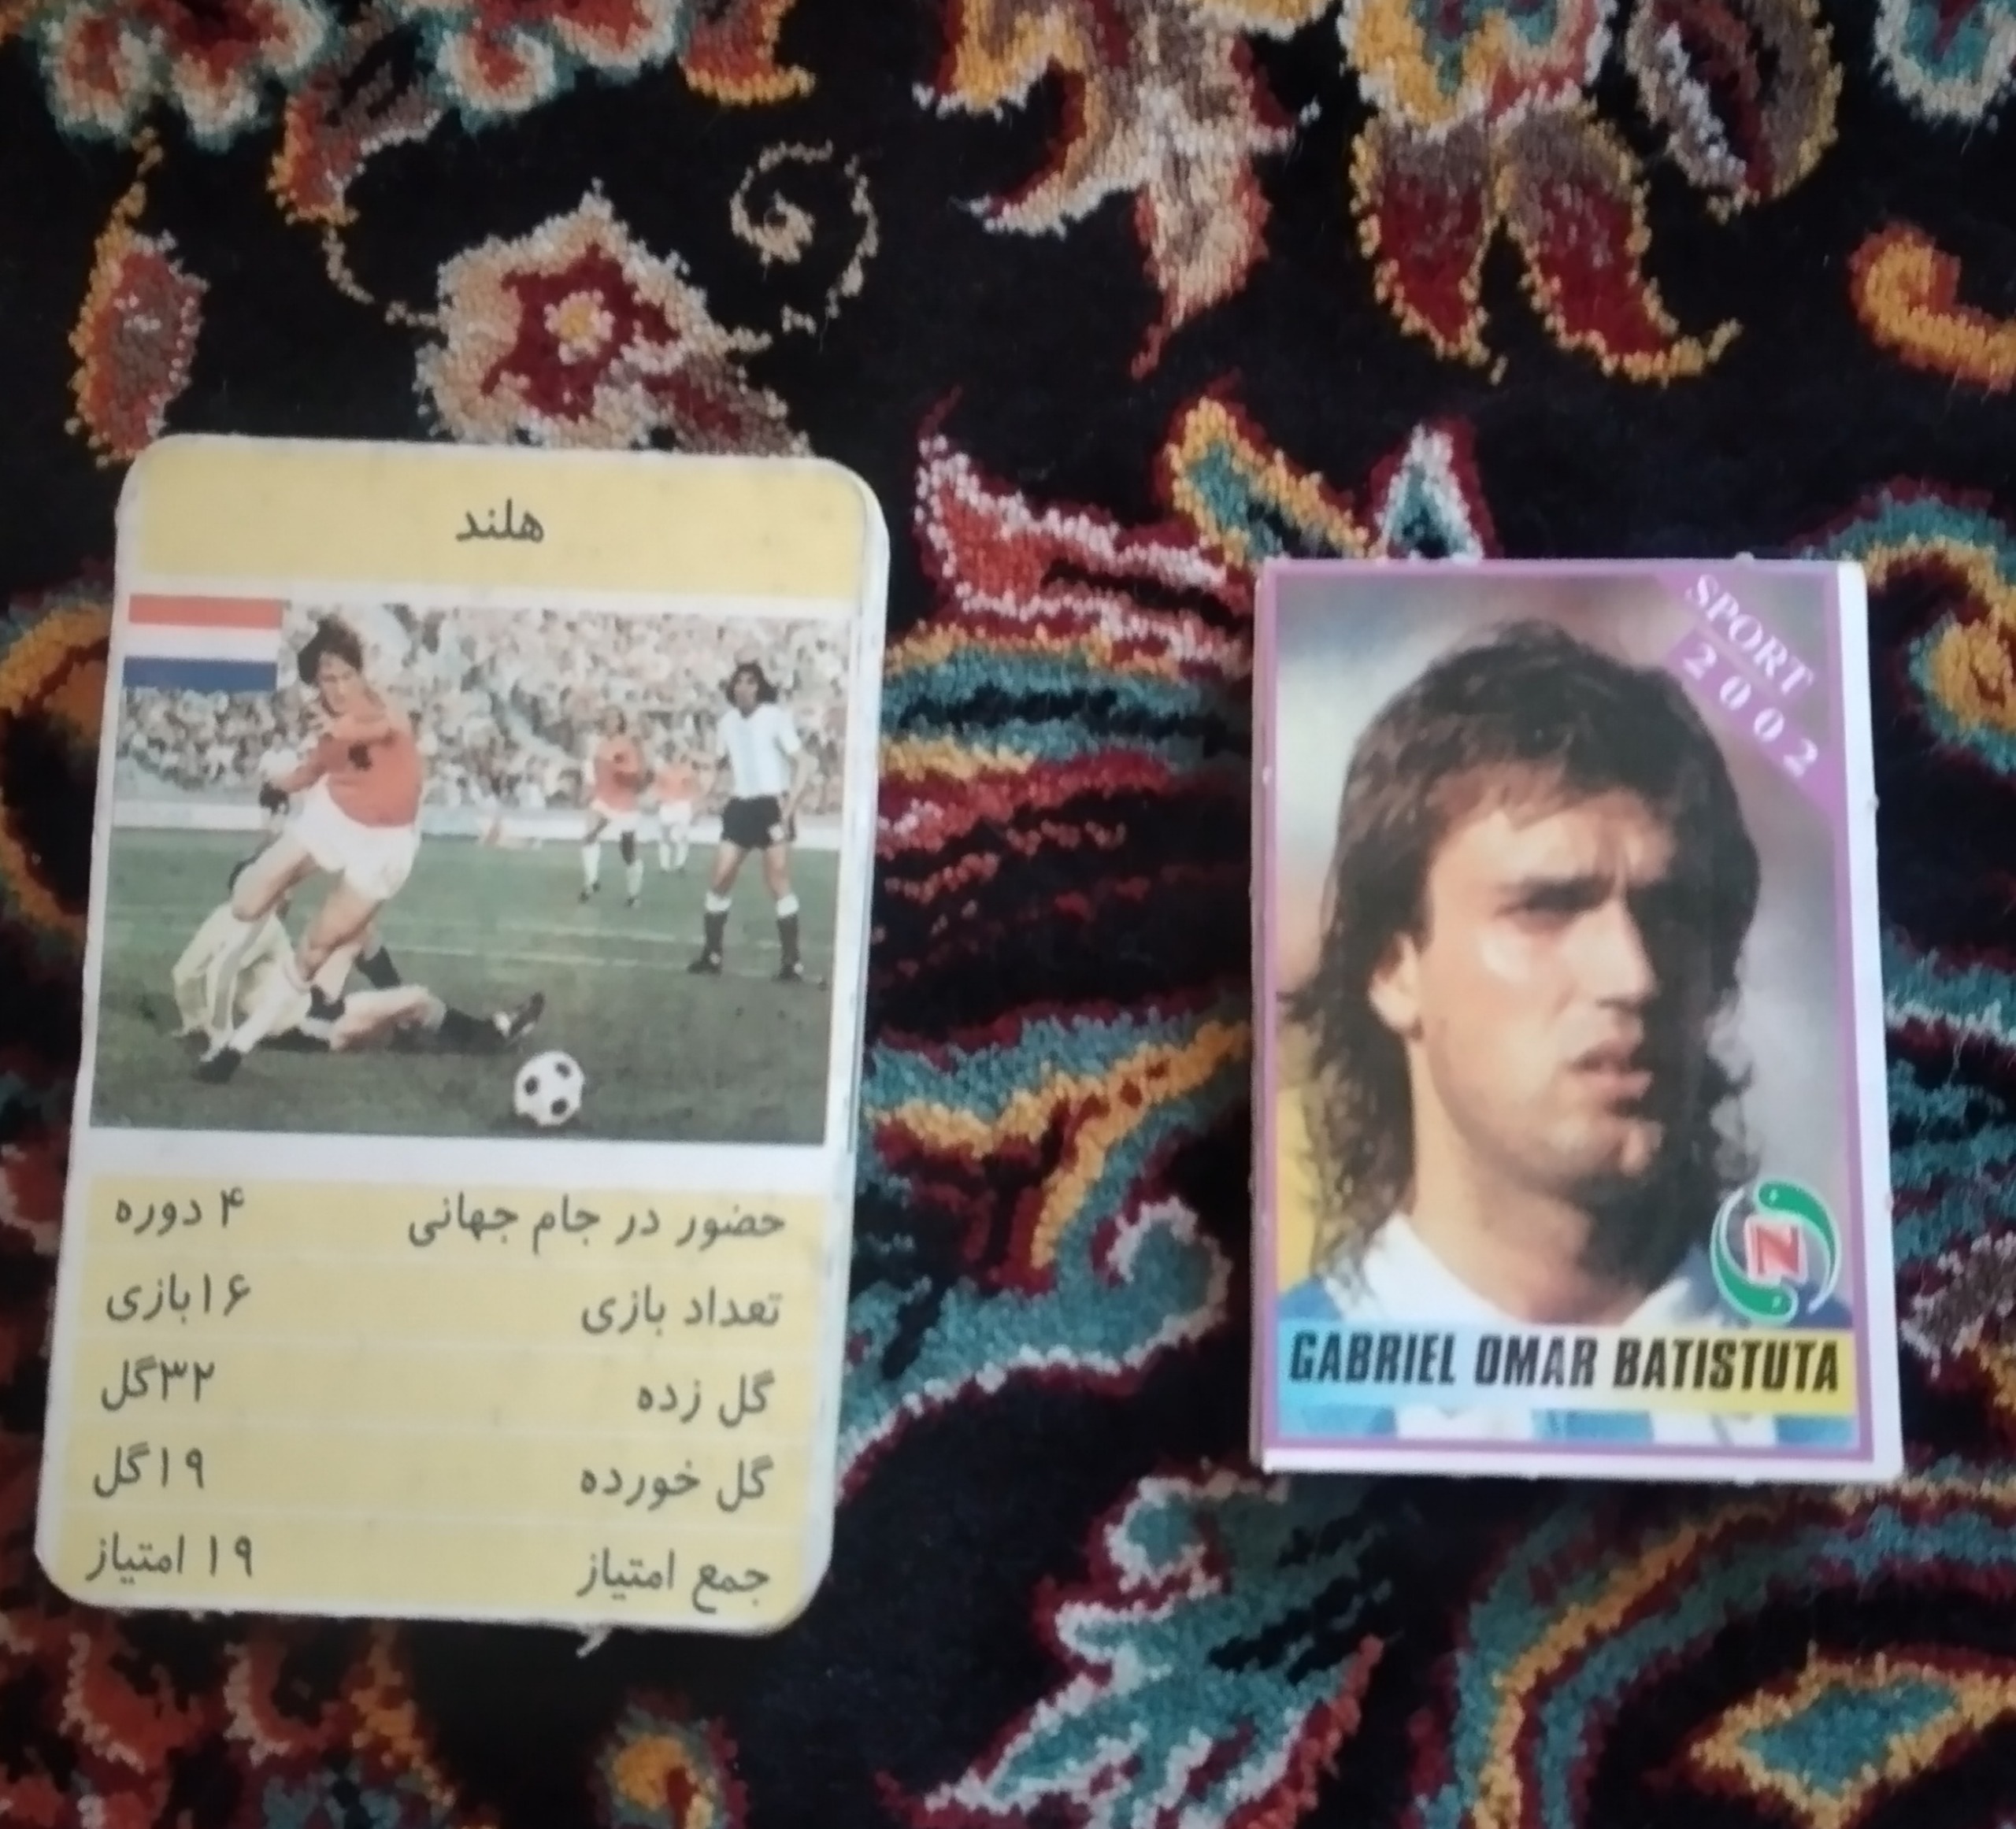 هلند
حضور در جام جهانی ۴ دوره
تعداد بازی ۱۶بازی
گل زده ۳۲گل
گل خورده ۱۹گل
جمع امتیاز ۱۹ امتیاز
SPORT
2002
N
GABRIEL OMAR BATISTUTA